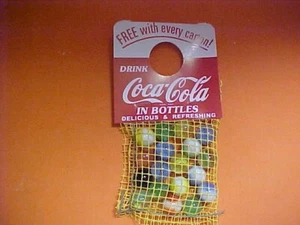 FREE with every carton!
DRINK
Coca-Cola
IN BOTTLES
DELICIOUS & REFRESHING